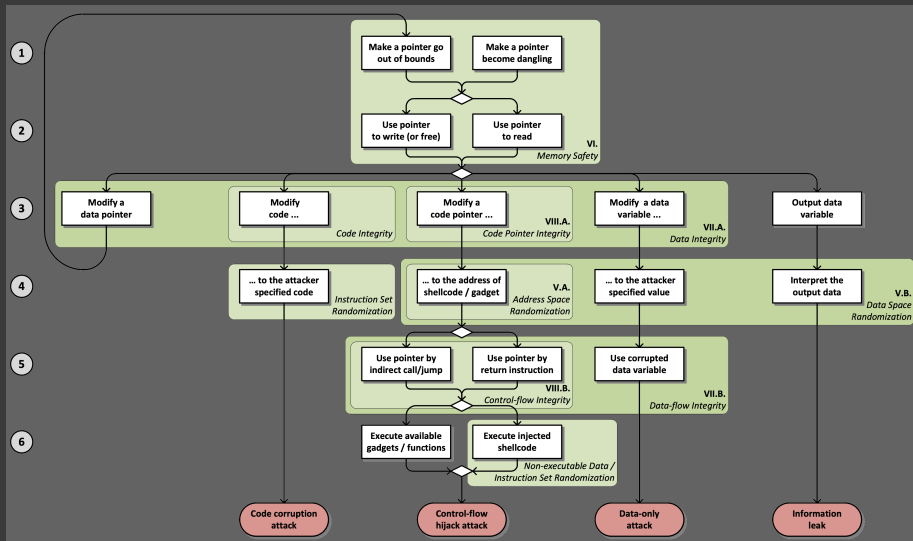 1
Make a pointer go
out of bounds
Make a pointer
become dangling
2
Use pointer
to write (or free)
Use pointer
to read
VI.
Memory Safety
3
Modify a
data pointer
Modify
code ...
Code Integrity
Modify a
code pointer ...
VIII.A.
Code Pointer Integrity
Modify a data
variable ...
VII.A.
Data Integrity
Output data
variable
4
... to the attacker
specified code
Instruction Set
Randomization
... to the address of
shellcode / gadget
V.A.
Address Space
Randomization
... to the attacker
specified value
Interpret the
output data
V.B.
Data Space
Randomization
5
Use pointer by
indirect call/jump
Use pointer by
return instruction
VIII.B.
Control-flow Integrity
Use corrupted
data variable
VII.B.
Data-flow Integrity
6
Execute available
gadgets / functions
Execute injected
shellcode
Non-executable Data /
Instruction Set Randomization
Code corruption
attack
Control-flow
hijack attack
Data-only
attack
Information
leak